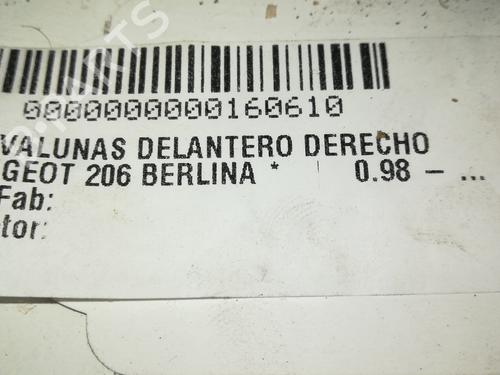 0000000000160610
VALUNAS DELANTERO DERECHO
GEOT 206 BERLINA * 0.98 - ...
Fab:
tor: